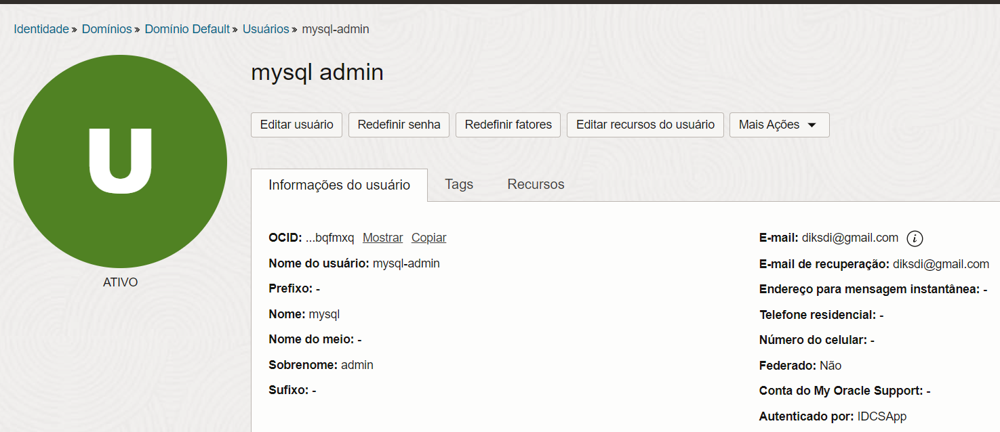 Identidade » Domínios » Domínio Default » Usuários » mysql-admin
U
ATIVO
mysql admin
Editar usuário Redefinir senha Redefinir fatores Editar recursos do usuário Mais Ações
Informações do usuário Tags Recursos
OCID: ...bqfmxq Mostrar Copiar
Nome do usuário: mysql-admin
Prefixo: -
Nome: mysql
Nome do meio: -
Sobrenome: admin
Sufixo: -
E-mail: diksdi@gmail.com i
E-mail de recuperação: diksdi@gmail.com
Endereço para mensagem instantânea: -
Telefone residencial: -
Número do celular: -
Federado: Não
Conta do My Oracle Support: -
Autenticado por: IDCSApp